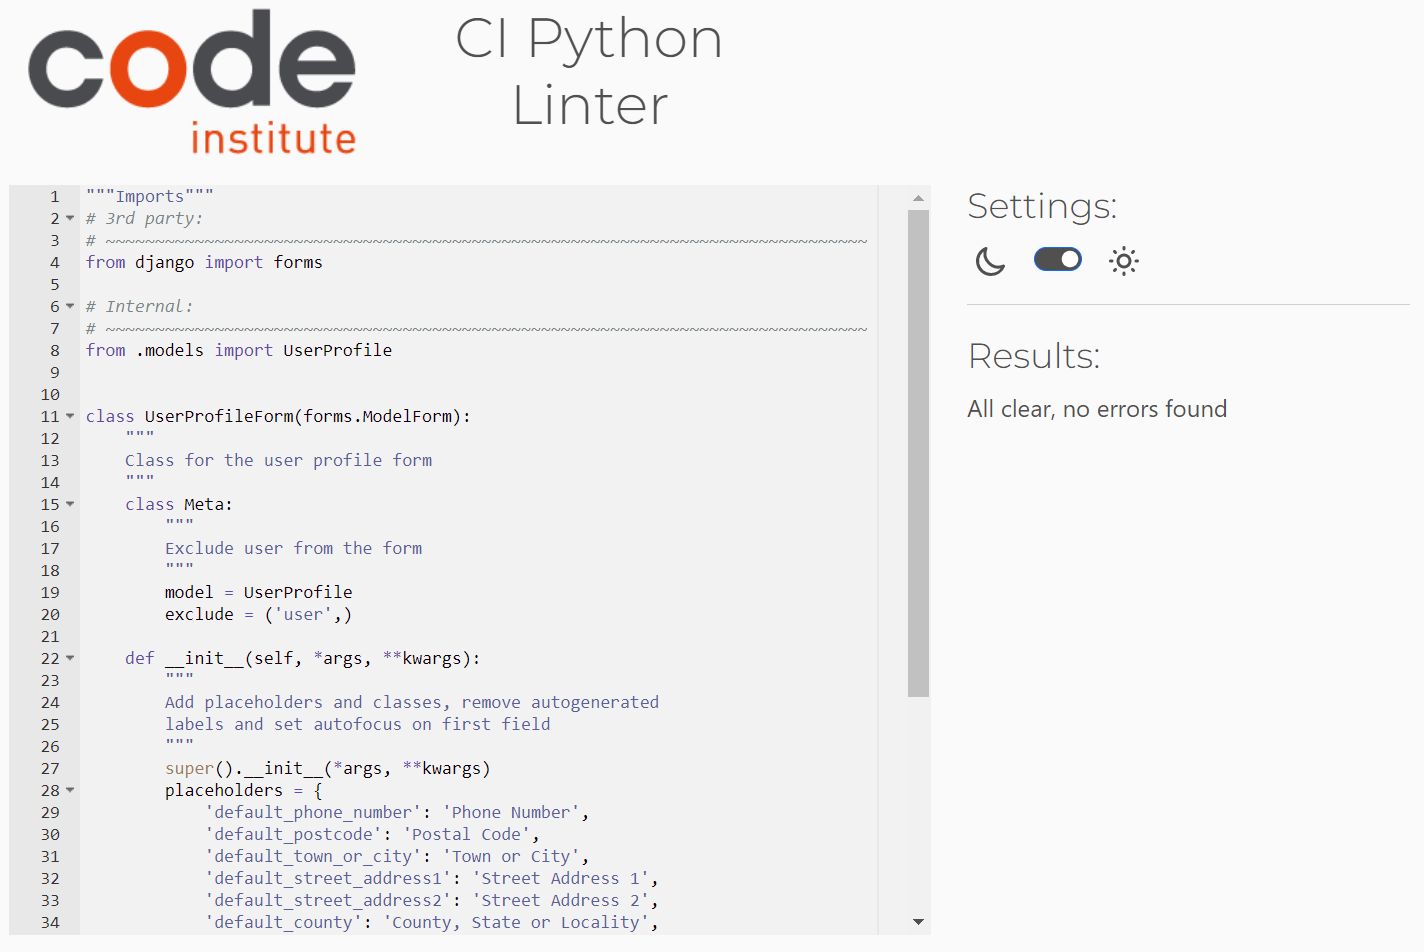 code
institute
CI Python
Linter
1 """Imports"""
2 # 3rd party:
3 # ~~~~~~~~~~~~~~~~~~~~~~~~~~~~~~~~~~~~~~~~~~~~~~~~~~~~~~~~~~~~~~~~~~~~~~~~~~~~~
4 from django import forms
5
6 # Internal:
7 # ~~~~~~~~~~~~~~~~~~~~~~~~~~~~~~~~~~~~~~~~~~~~~~~~~~~~~~~~~~~~~~~~~~~~~~~~~~~~~
8 from .models import UserProfile
9
10
11 class UserProfileForm(forms.ModelForm):
12     """
13     Class for the user profile form
14     """
15     class Meta:
16         """
17         Exclude user from the form
18         """
19         model = UserProfile
20         exclude = ('user',)
21
22     def __init__(self, *args, **kwargs):
23         """
24         Add placeholders and classes, remove autogenerated
25         labels and set autofocus on first field
26         """
27         super().__init__(*args, **kwargs)
28         placeholders = {
29             'default_phone_number': 'Phone Number',
30             'default_postcode': 'Postal Code',
31             'default_town_or_city': 'Town or City',
32             'default_street_address1': 'Street Address 1',
33             'default_street_address2': 'Street Address 2',
34             'default_county': 'County, State or Locality',
Settings:
Results:
All clear, no errors found